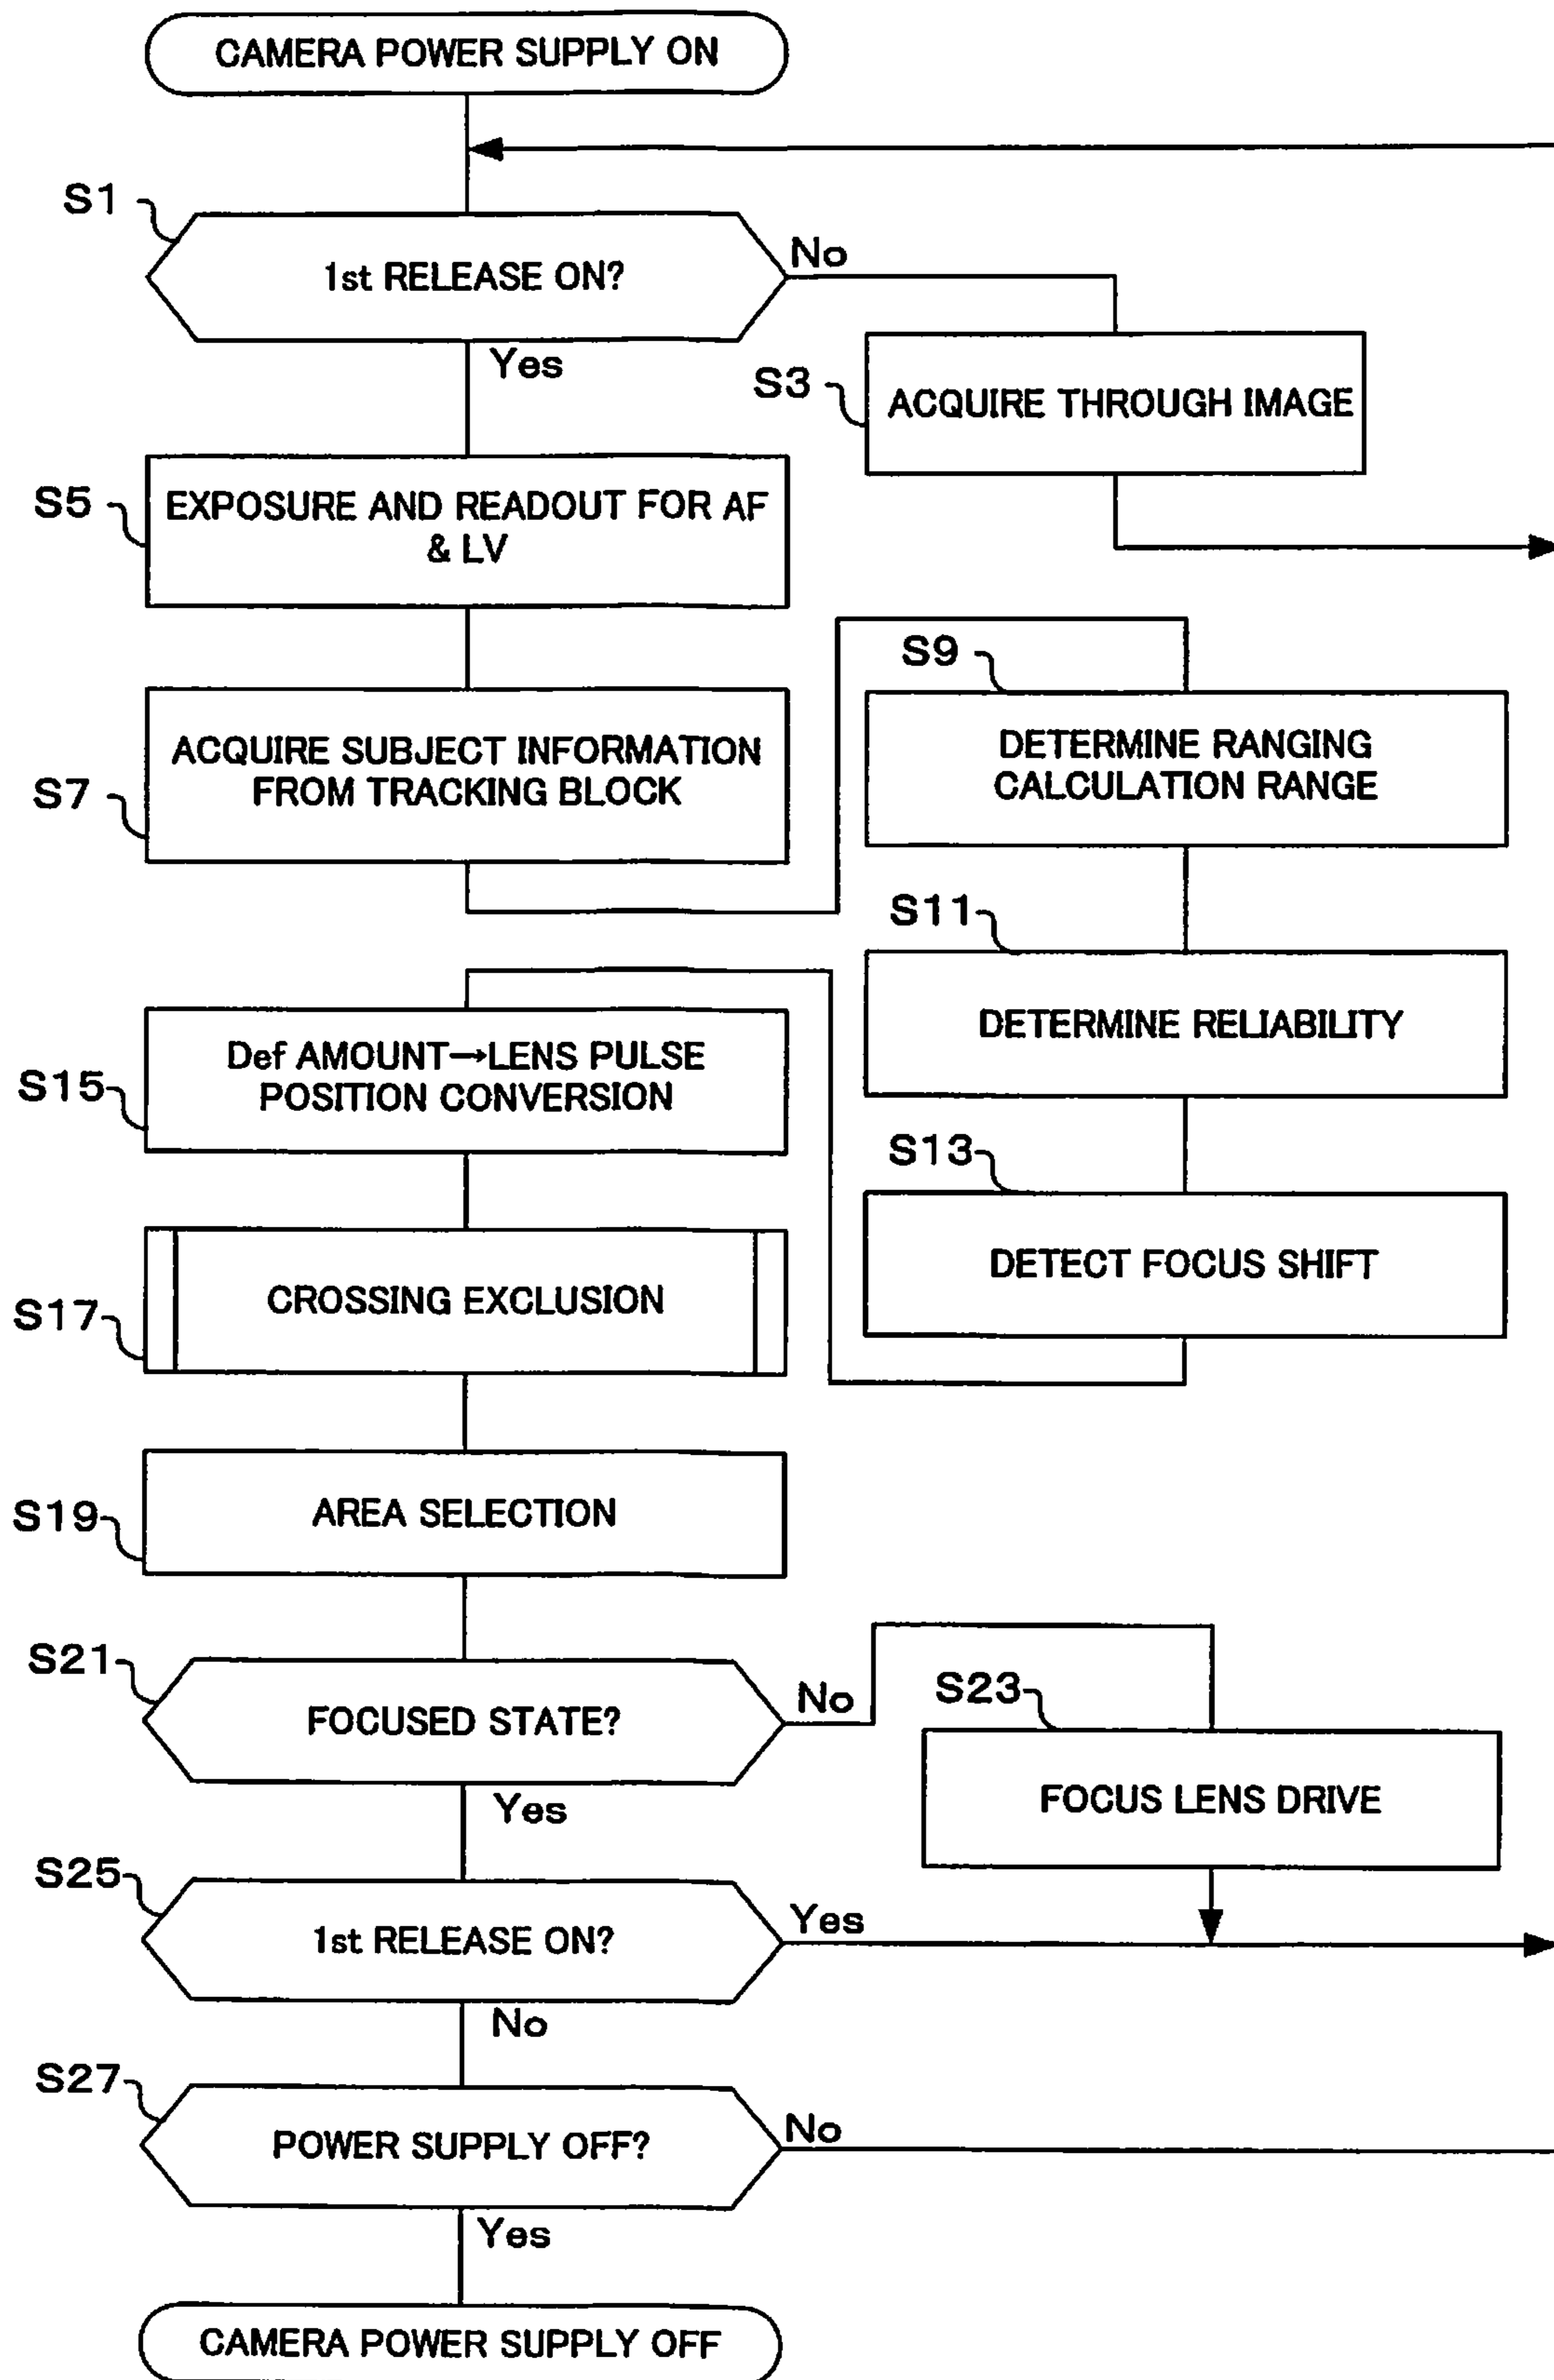 CAMERA POWER SUPPLY ON
S1
1st RELEASE ON?
No
Yes
S3
ACQUIRE THROUGH IMAGE
S5
EXPOSURE AND READOUT FOR AF
& LV
S7
ACQUIRE SUBJECT INFORMATION
FROM TRACKING BLOCK
S9
DETERMINE RANGING
CALCULATION RANGE
S11
DETERMINE RELIABILITY
S13
DETECT FOCUS SHIFT
S15
Def AMOUNT→LENS PULSE
POSITION CONVERSION
S17
CROSSING EXCLUSION
S19
AREA SELECTION
S21
FOCUSED STATE?
No
Yes
S23
FOCUS LENS DRIVE
S25
1st RELEASE ON?
Yes
No
S27
POWER SUPPLY OFF?
No
Yes
CAMERA POWER SUPPLY OFF